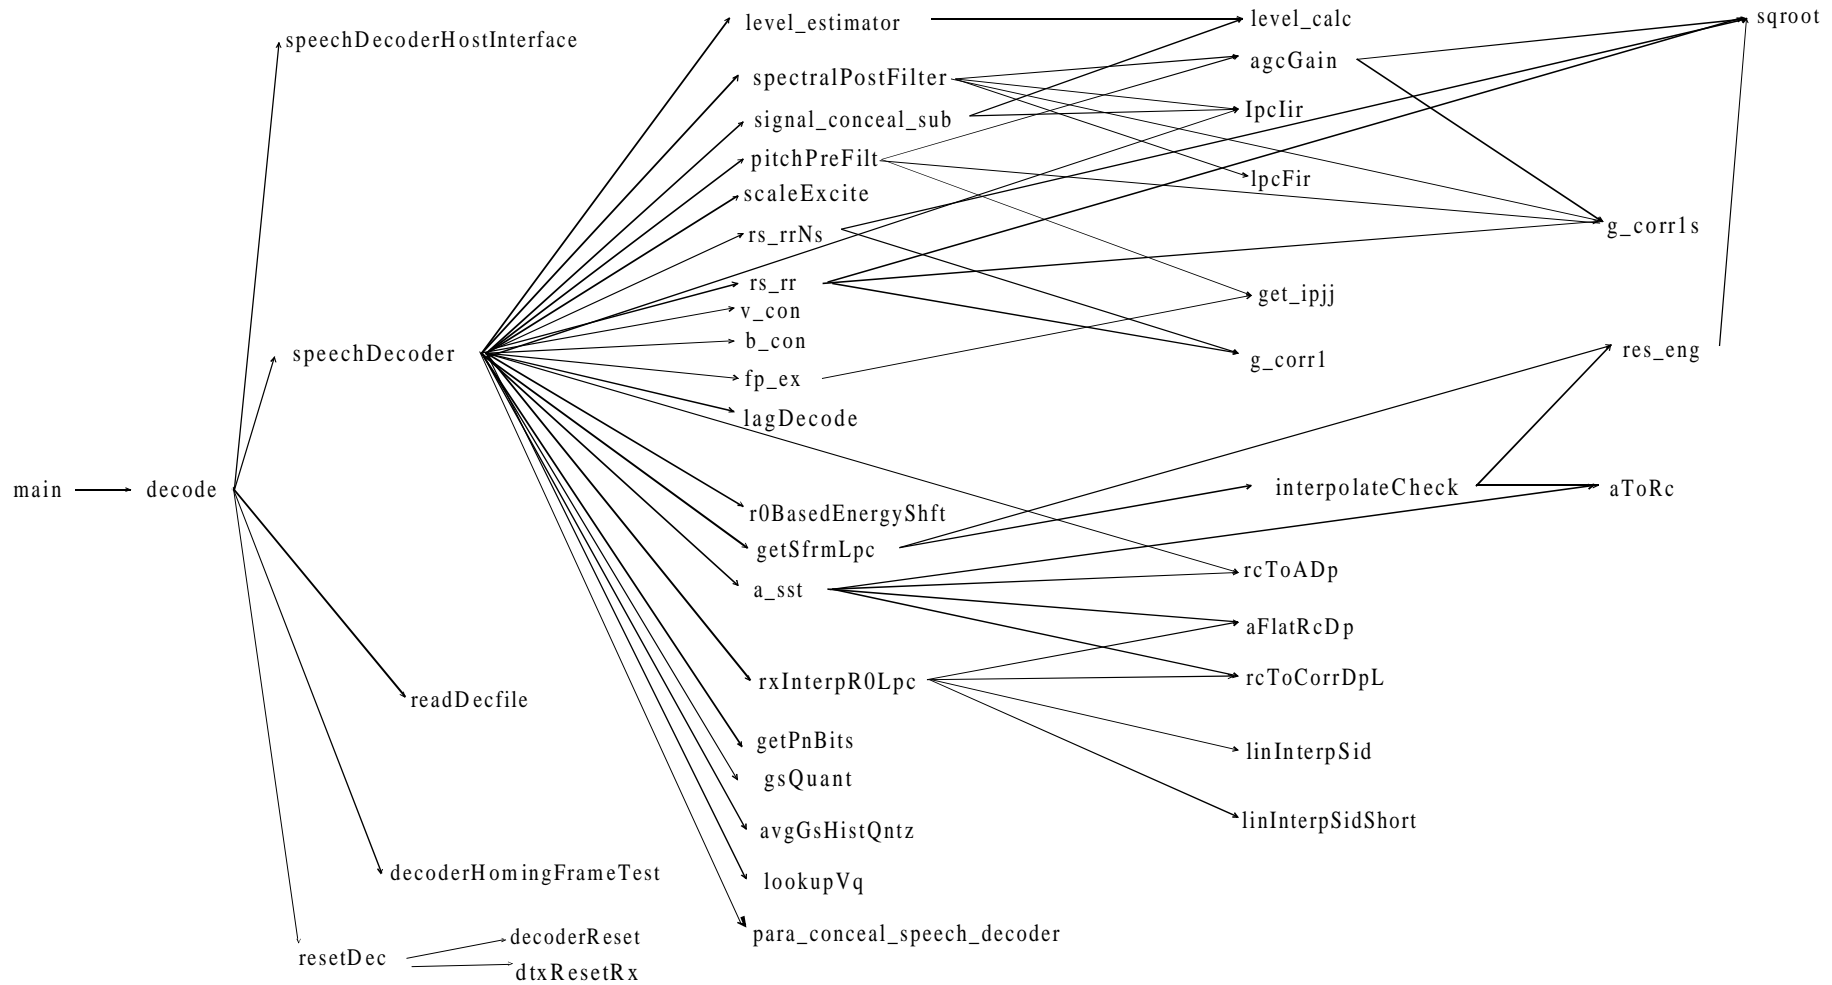 level_estimator
level_calc
sqroot
speechDecoderHostInterface
agcGain
spectralPostFilter
IpcIir
signal_conceal_sub
pitchPreFilt
lpcFir
scaleExcite
g_corr1s
rs_rrNs
rs_rr
get_ipjj
v_con
b_con
speechDecoder
res_eng
g_corr1
fp_ex
lagDecode
main
decode
interpolateCheck
aToRc
r0BasedEnergyShft
getSfrmLpc
rcToADp
a_sst
aFlatRcDp
rxInterpR0Lpc
rcToCorrDpL
readDecfile
getPnBits
linInterpSid
gsQuant
linInterpSidShort
avgGsHistQntz
decoderHomingFrameTest
lookupVq
para_conceal_speech_decoder
decoderReset
resetDec
dtxResetRx